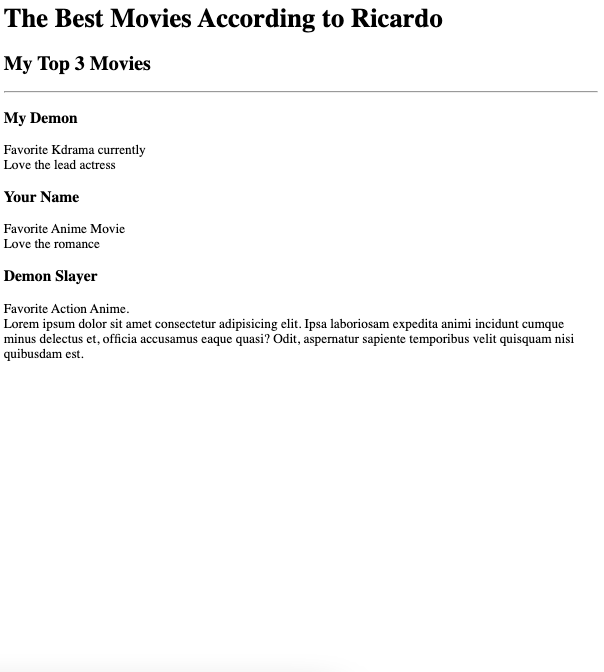 The Best Movies According to Ricardo
My Top 3 Movies
My Demon
Favorite Kdrama currently
Love the lead actress
Your Name
Favorite Anime Movie
Love the romance
Demon Slayer
Favorite Action Anime.
Lorem ipsum dolor sit amet consectetur adipisicing elit. Ipsa laboriosam expedita animi incidunt cumque
minus delectus et, officia accusamus eaque quasi? Odit, aspernatur sapiente temporibus velit quisquam nisi
quibusdam est.